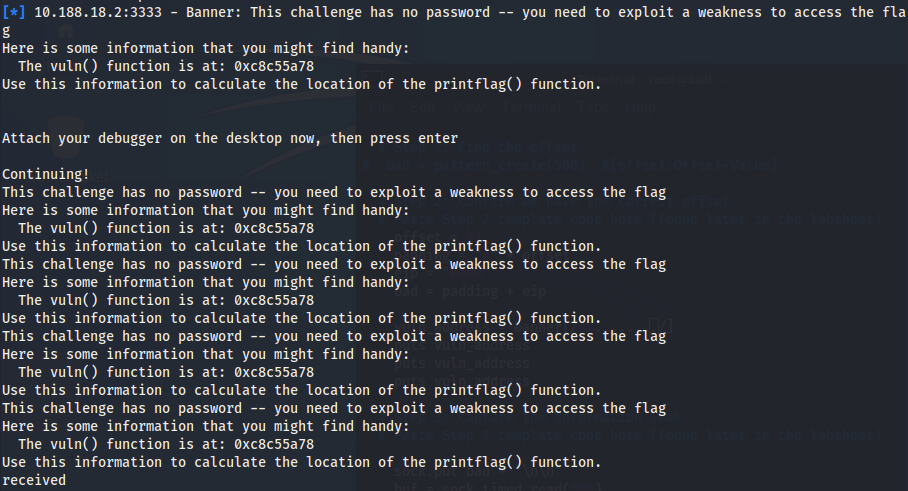 [*] 10.188.18.2:3333 - Banner: This challenge has no password -- you need to exploit a weakness to access the fla
g
Here is some information that you might find handy:
The vuln() function is at: 0xc8c55a78
Use this information to calculate the location of the printflag() function.
Attach your debugger on the desktop now, then press enter
Continuing!
This challenge has no password -- you need to exploit a weakness to access the flag
Here is some information that you might find handy:
The vuln() function is at: 0xc8c55a78
Use this information to calculate the location of the printflag() function.
This challenge has no password -- you need to exploit a weakness to access the flag
Here is some information that you might find handy:
The vuln() function is at: 0xc8c55a78
Use this information to calculate the location of the printflag() function.
This challenge has no password -- you need to exploit a weakness to access the flag
Here is some information that you might find handy:
The vuln() function is at: 0xc8c55a78
Use this information to calculate the location of the printflag() function.
This challenge has no password -- you need to exploit a weakness to access the flag
Here is some information that you might find handy:
The vuln() function is at: 0xc8c55a78
Use this information to calculate the location of the printflag() function.
received